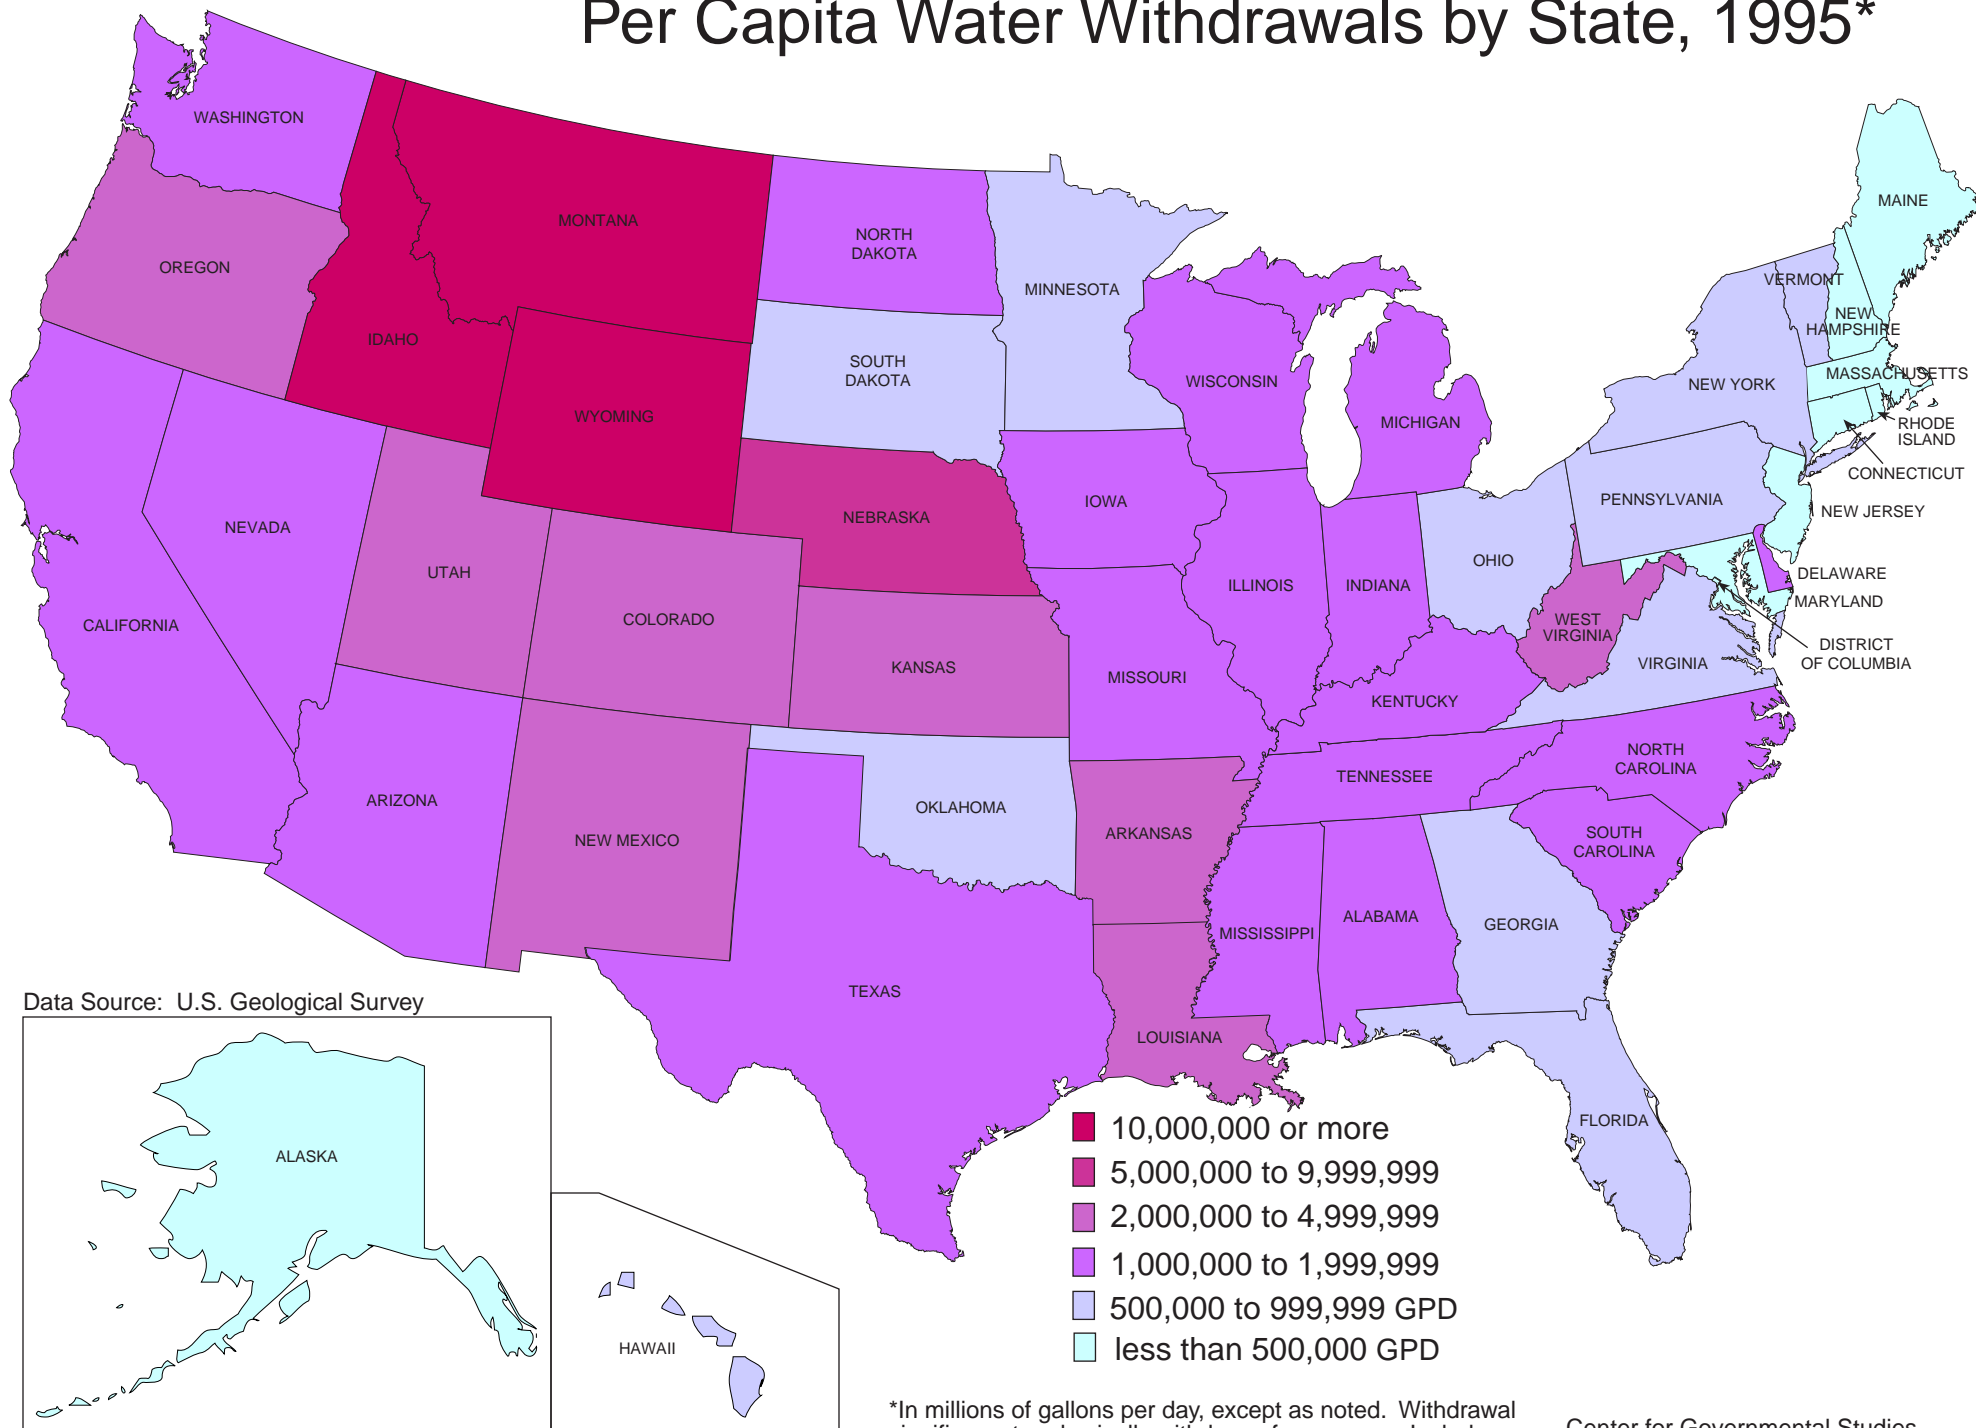 Per Capita Water Withdrawals by State, 1995*
WASHINGTON
MONTANA
NORTH
DAKOTA
MINNESOTA
MAINE
OREGON
IDAHO
WYOMING
SOUTH
DAKOTA
WISCONSIN
MICHIGAN
VERMONT
NEW
HAMPSHIRE
NEW YORK
MASSACHUSETTS
RHODE
ISLAND
CONNECTICUT
NEVADA
UTAH
NEBRASKA
IOWA
PENNSYLVANIA
NEW JERSEY
CALIFORNIA
COLORADO
KANSAS
MISSOURI
ILLINOIS
INDIANA
OHIO
WEST
VIRGINIA
DELAWARE
MARYLAND
DISTRICT
OF COLUMBIA
VIRGINIA
KENTUCKY
ARIZONA
NEW MEXICO
OKLAHOMA
ARKANSAS
TENNESSEE
NORTH
CAROLINA
SOUTH
CAROLINA
TEXAS
LOUISIANA
MISSISSIPPI
ALABAMA
GEORGIA
FLORIDA
Data Source: U.S. Geological Survey
ALASKA
HAWAII
10,000,000 or more
5,000,000 to 9,999,999
2,000,000 to 4,999,999
1,000,000 to 1,999,999
500,000 to 999,999 GPD
less than 500,000 GPD
*In millions of gallons per day, except as noted. Withdrawal
Center for Governmental Studies